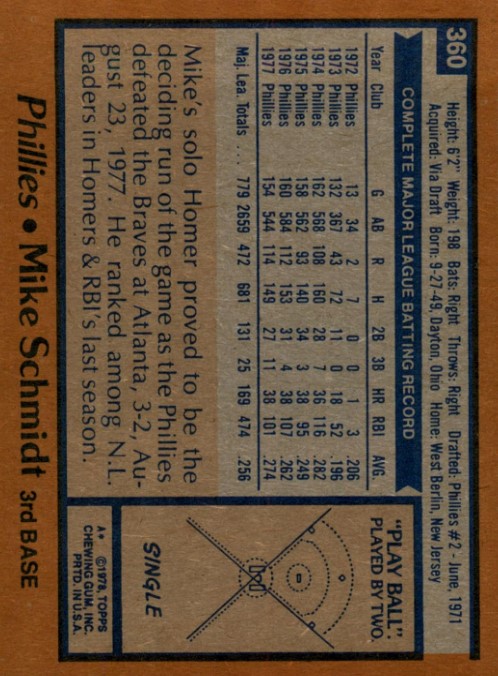 360
Height: 6'2" Weight: 198 Bats: Right Throws: Right Drafted: Phillies #2 - June, 1971
Acquired: Via Draft Born: 9-27-49, Dayton, Ohio Home: West Berlin, New Jersey
COMPLETE MAJOR LEAGUE BATTING RECORD
Year Club G AB R H 2B 3B HR RBI AVG.
1972 Phillies 13 34 2 7 0 0 1 3 .206
1973 Phillies 132 367 43 72 11 0 18 52 .196
1974 Phillies 162 568 108 160 28 7 36 116 .282
1975 Phillies 158 562 93 140 34 3 38 95 .249
1976 Phillies 160 584 112 153 31 4 38 107 .262
1977 Phillies 154 544 114 149 27 11 38 101 .274
Maj. Lea. Totals ... 779 2659 472 681 131 25 169 474 .256
Mike's solo Homer proved to be the
deciding run of the game as the Phillies
defeated the Braves at Atlanta, 3-2, Au-
gust 23, 1977. He ranked among N.L.
leaders in Homers & RBI's last season.
"PLAY BALL":
PLAYED BY TWO
SINGLE
A* ©1978 TOPPS
CHEWING GUM, INC.
PRTD. IN U.S.A.
Phillies • Mike Schmidt 3rd BASE